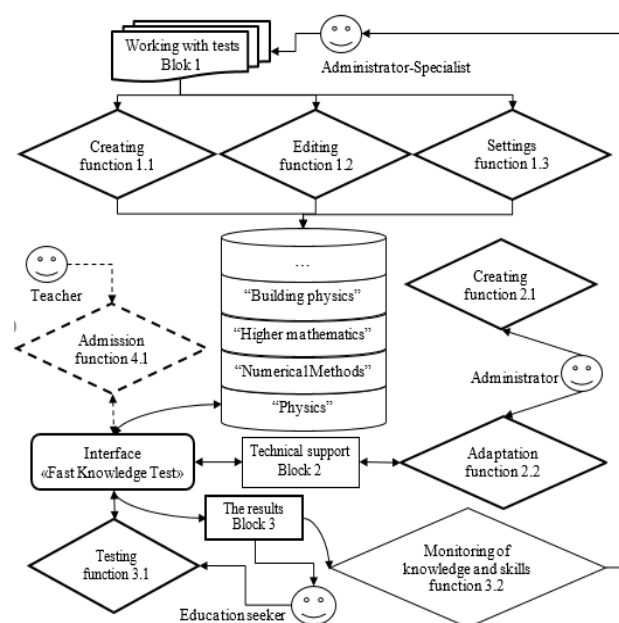 Working with tests
Blok 1
Administrator-Specialist
Creating
function 1.1
Editing
function 1.2
Settings
function 1.3
...
“Building physics”
“Higher mathematics”
“Numerical Methods”
“Physics”
Teacher
Admission
function 4.1
Creating
function 2.1
Administrator
Interface
«Fast Knowledge Test»
Technical support
Block 2
Adaptation
function 2.2
The results
Block 3
Testing
function 3.1
Monitoring of
knowledge and skills
function 3.2
Education seeker